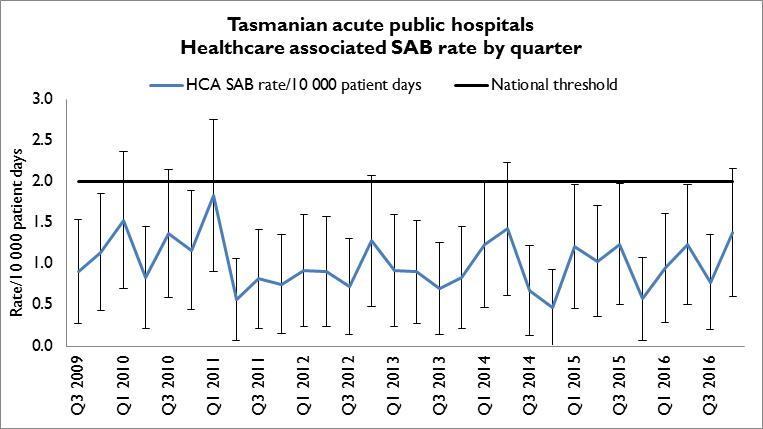 Tasmanian acute public hospitals
Healthcare associated SAB rate by quarter
HCA SAB rate/10 000 patient days
National threshold
Rate/10 000 patient days
3.0
2.5
2.0
1.5
1.0
0.5
0.0
Q3 2009
Q1 2010
Q3 2010
Q1 2011
Q3 2011
Q1 2012
Q3 2012
Q1 2013
Q3 2013
Q1 2014
Q3 2014
Q1 2015
Q3 2015
Q1 2016
Q3 2016